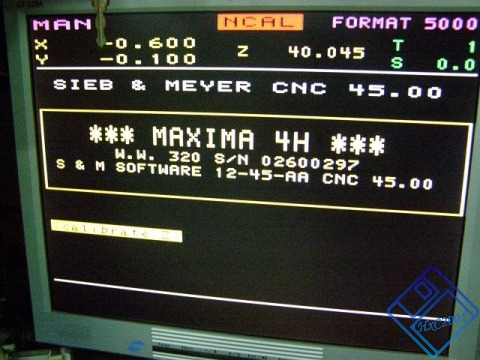 MAN NCAL FORMAT 5000
X -0.600 Z 40.045 T 1
Y -0.100 S 0.0
SIEB & MEYER CNC 45.00
*** MAXIMA 4H ***
W.W. 320 S/N 02600297
S & M SOFTWARE 12-45-AA CNC 45.00
calibrate Z